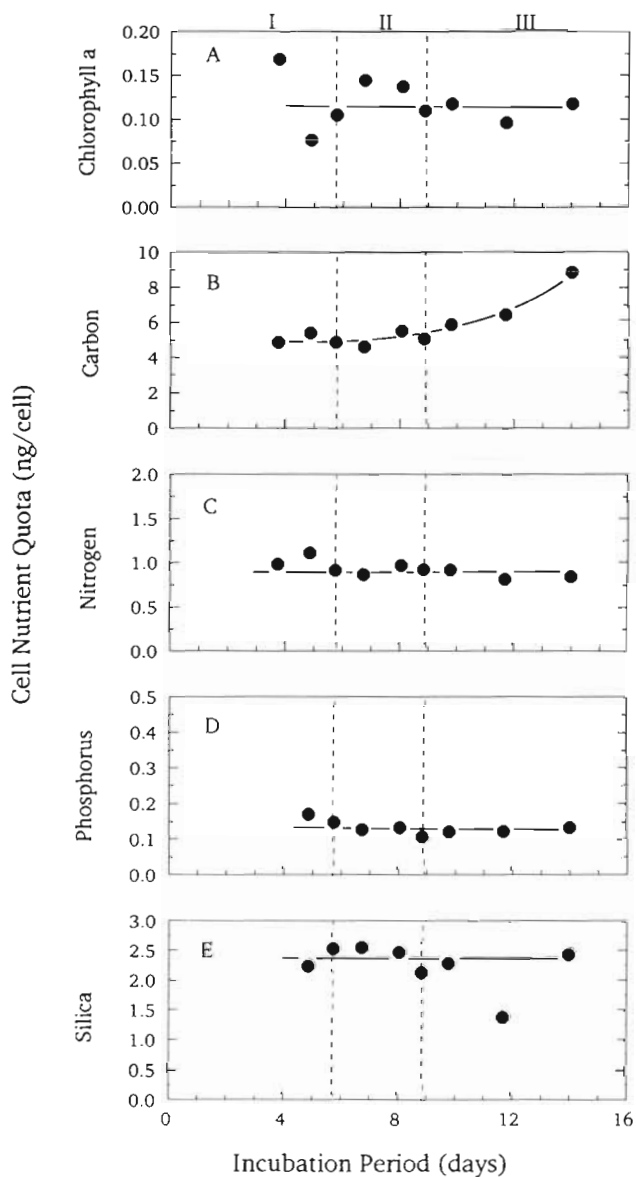 I II III
A
0.20
0.15
0.10
0.05
0.00
Chlorophyll a
B
10
8
6
4
2
0
Carbon
C
2.0
1.5
1.0
0.5
0.0
Nitrogen
D
0.5
0.4
0.3
0.2
0.1
0.0
Phosphorus
E
3.0
2.5
2.0
1.5
1.0
0.5
0.0
Silica
Cell Nutrient Quota (ng/cell)
0 4 8 12 16
Incubation Period (days)